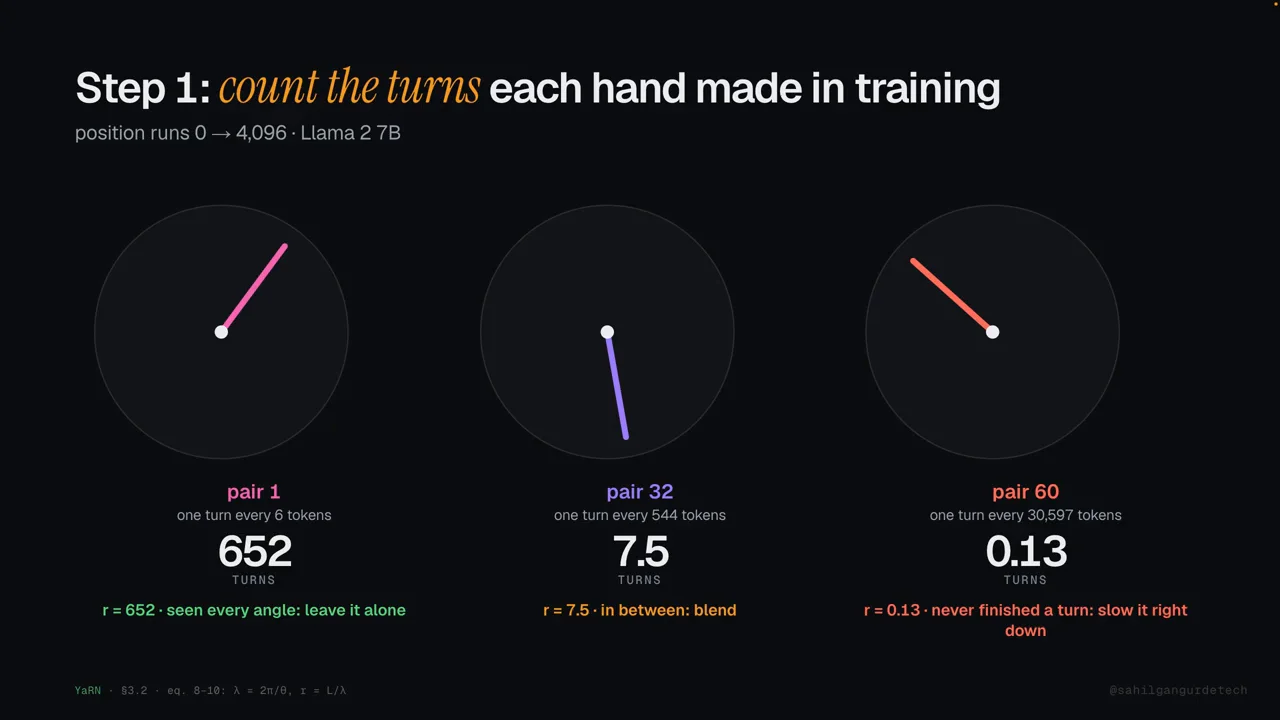 Step 1: count the turns each hand made in training
position runs 0 → 4,096 · Llama 2 7B
pair 1
one turn every 6 tokens
652
TURNS
r = 652 · seen every angle: leave it alone
pair 32
one turn every 544 tokens
7.5
TURNS
r = 7.5 · in between: blend
pair 60
one turn every 30,597 tokens
0.13
TURNS
r = 0.13 · never finished a turn: slow it right
down
YaRN · §3.2 · eq. 8–10: λ = 2π/θ, r = L/λ
@sahilgangurdetech